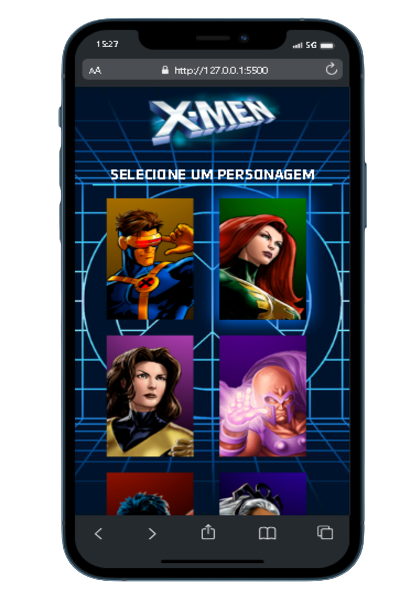 15:27
5G
AA
http://127.0.0.1:5500
X-MEN
SELECIONE UM PERSONAGEM